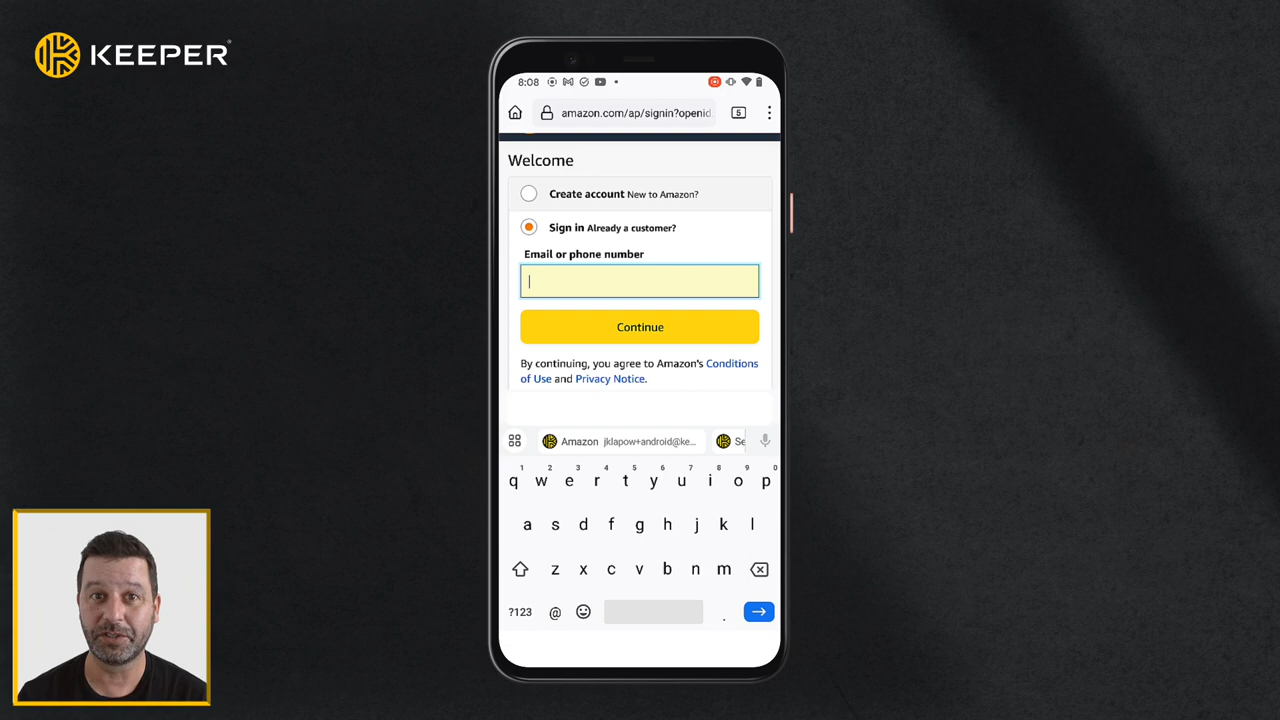 KEEPER
8:08
amazon.com/ap/signin?openid.
5
Welcome
Create account New to Amazon?
Sign in Already a customer?
Email or phone number
Continue
By continuing, you agree to Amazon's Conditions
of Use and Privacy Notice.
Amazon jklapow+android@ke... Se
1 2 3 4 5 6 7 8 9 0
q w e r t y u i o p
a s d f g h j k l
z x c v b n m
?123 @ .